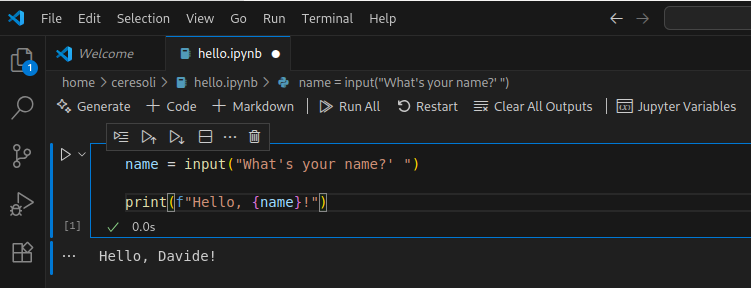 File Edit Selection View Go Run Terminal Help
Welcome hello.ipynb
home > ceresoli > hello.ipynb > name = input("What's your name?' ")
Generate + Code + Markdown Run All Restart Clear All Outputs Jupyter Variables
1
name = input("What's your name?' ")
print(f"Hello, {name}!")
[1] 0.0s
Hello, Davide!